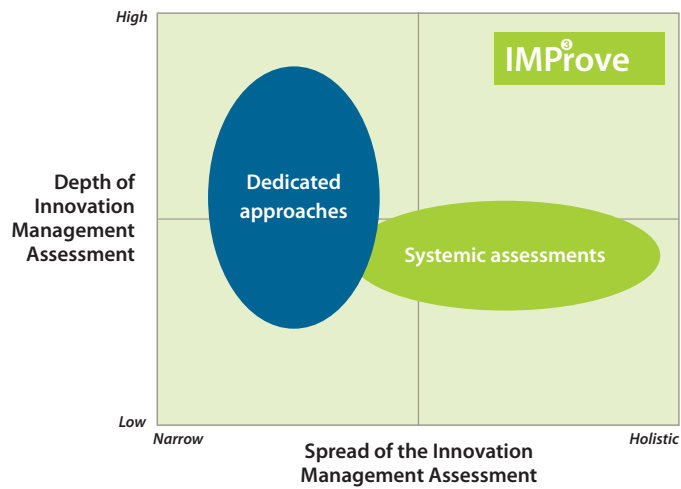 High
IMP³rove
Dedicated
approaches
Depth of
Innovation
Management
Assessment
Systemic assessments
Low
Narrow
Holistic
Spread of the Innovation
Management Assessment